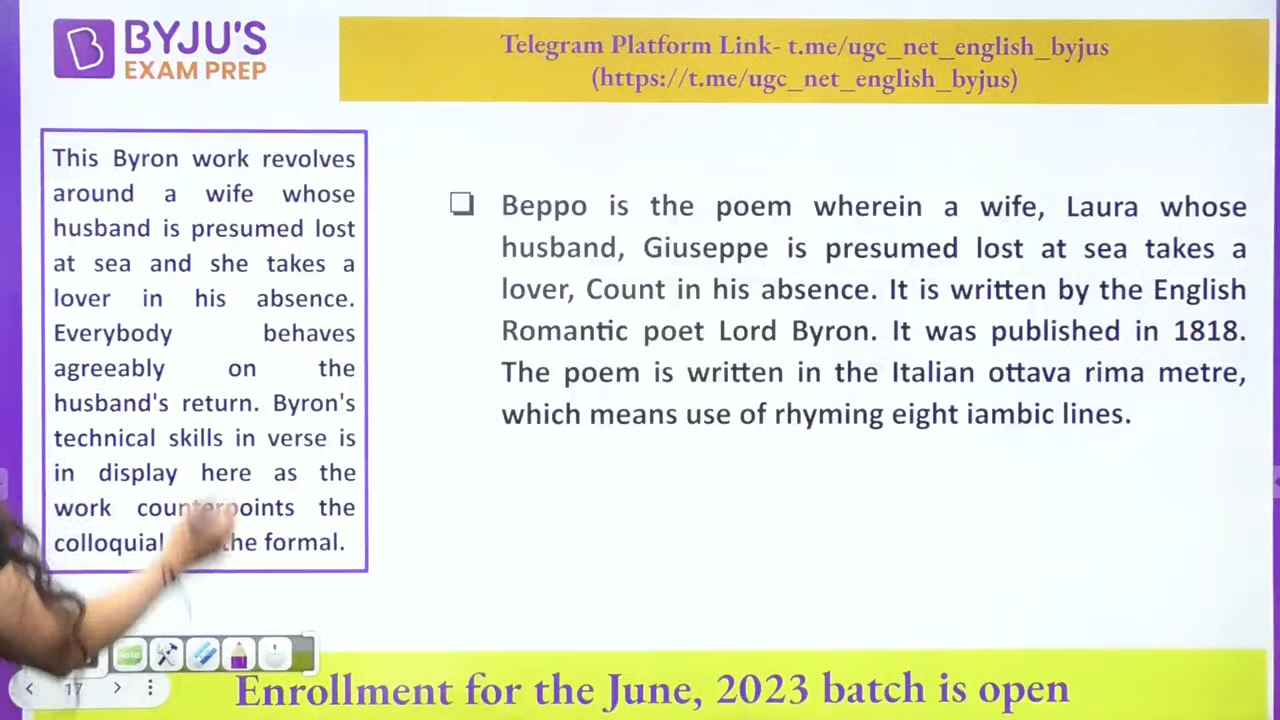 BYJU'S
EXAM PREP
Telegram Platform Link- t.me/ugc_net_english_byjus
(https://t.me/ugc_net_english_byjus)
This Byron work revolves
around a wife whose
husband is presumed lost
at sea and she takes a
lover in his absence.
Everybody behaves
agreeably on the
husband's return. Byron's
technical skills in verse is
in display here as the
work counterpoints the
colloquial the formal.
❑ Beppo is the poem wherein a wife, Laura whose
husband, Giuseppe is presumed lost at sea takes a
lover, Count in his absence. It is written by the English
Romantic poet Lord Byron. It was published in 1818.
The poem is written in the Italian ottava rima metre,
which means use of rhyming eight iambic lines.
17
Enrollment for the June, 2023 batch is open